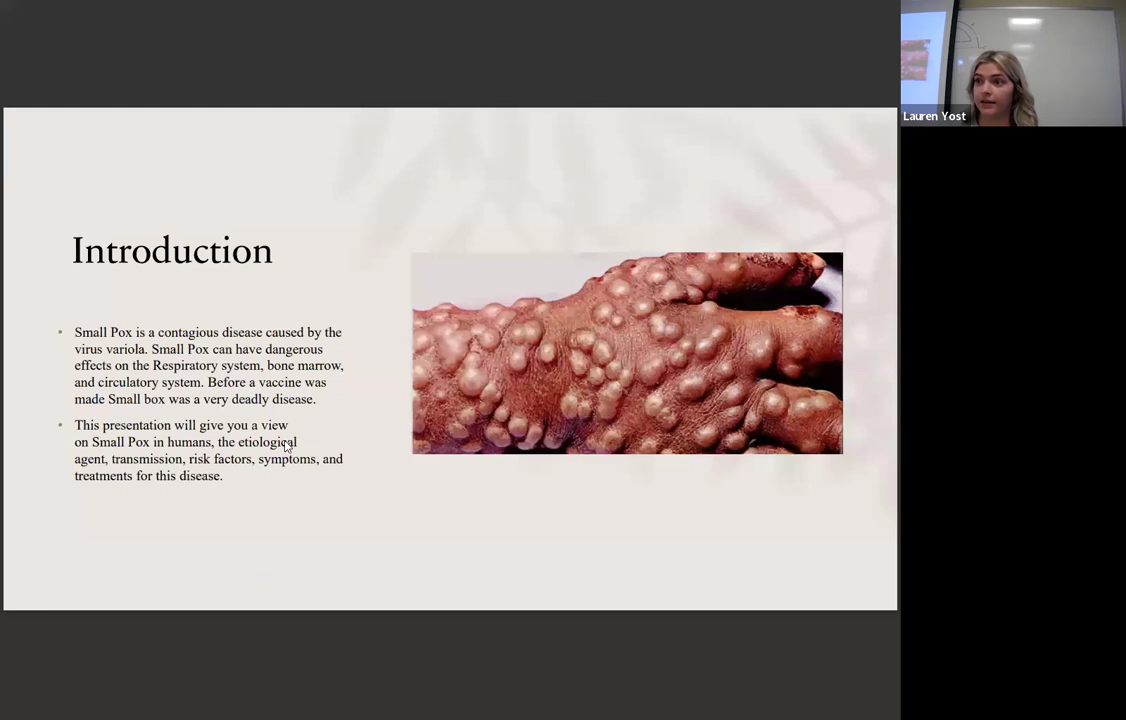 Introduction
Small Pox is a contagious disease caused by the
virus variola. Small Pox can have dangerous
effects on the Respiratory system, bone marrow,
and circulatory system. Before a vaccine was
made Small box was a very deadly disease.
This presentation will give you a view
on Small Pox in humans, the etiological
agent, transmission, risk factors, symptoms, and
treatments for this disease.
Lauren Yost